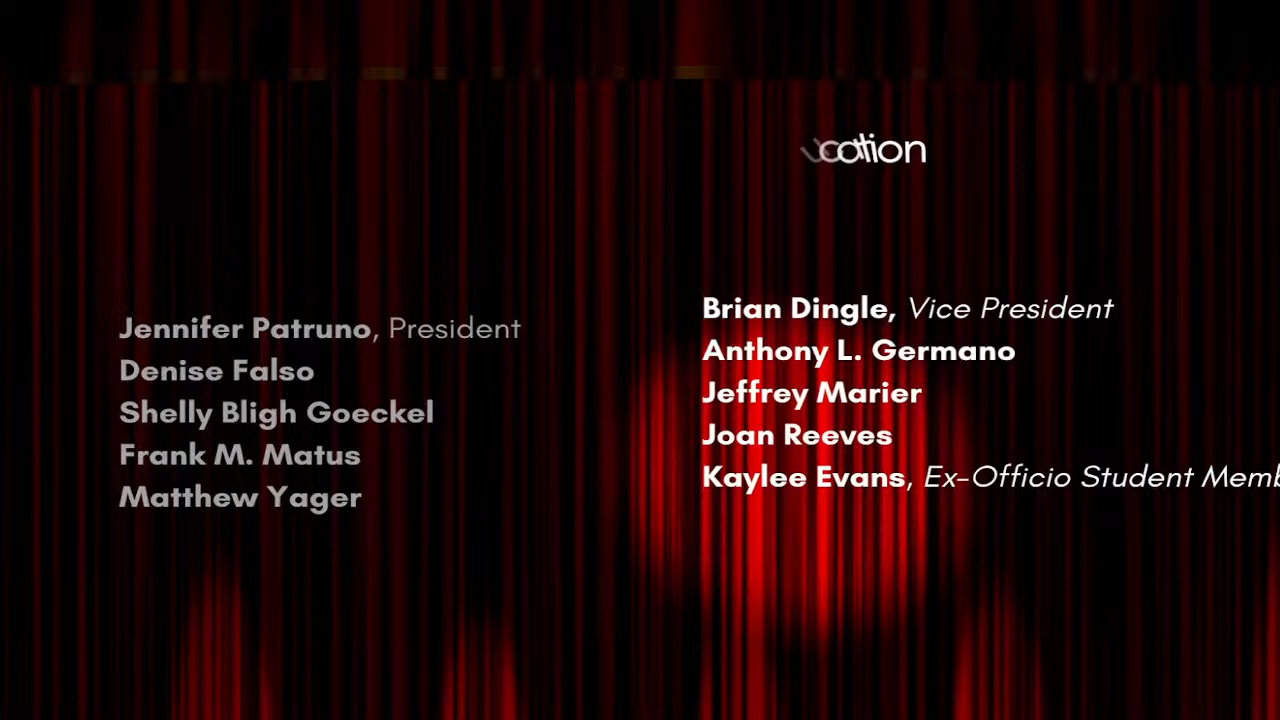 Jennifer Patruno, President
Denise Falso
Shelly Bligh Goeckel
Frank M. Matus
Matthew Yager
Brian Dingle, Vice President
Anthony L. Germano
Jeffrey Marier
Joan Reeves
Kaylee Evans, Ex-Officio Student